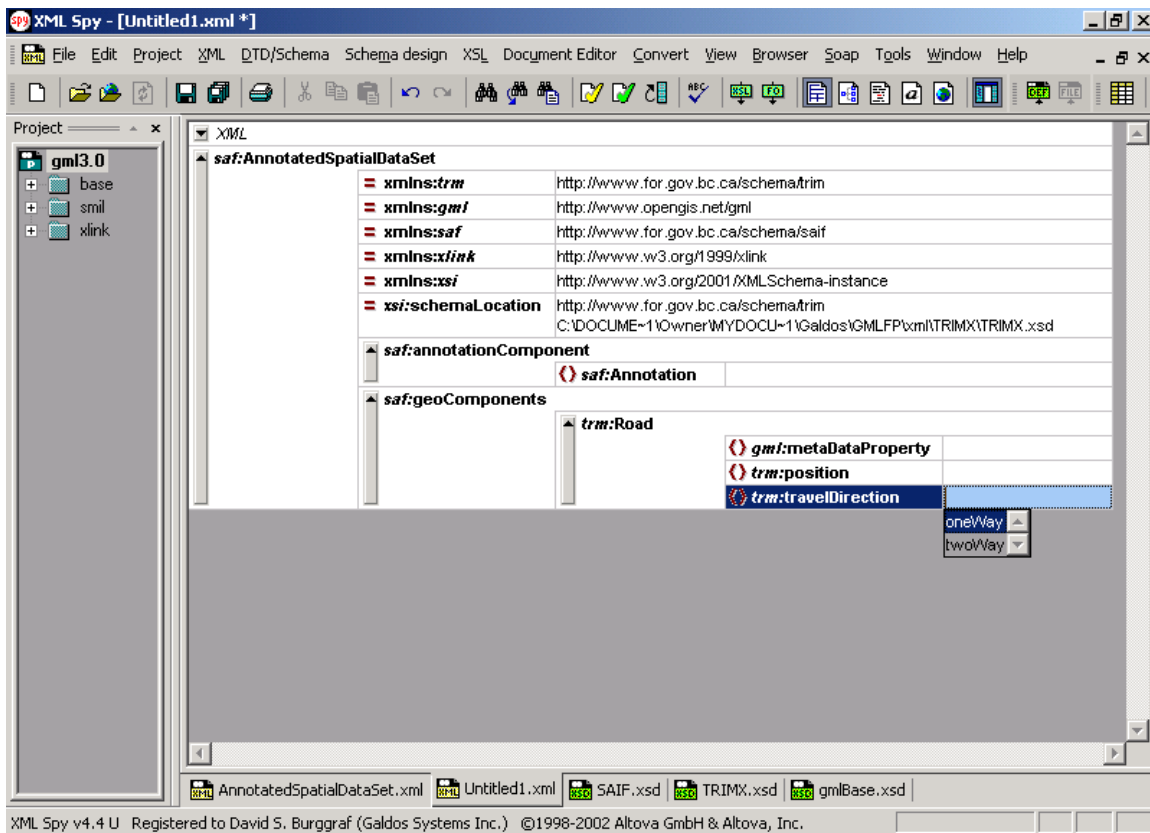 XML Spy - [Untitled1.xml *]
File Edit Project XML DTD/Schema Schema design XSL Document Editor Convert View Browser Soap Tools Window Help
Project
XML
gml3.0
base
smil
xlink
saf:AnnotatedSpatialDataSet
xmlns:trm http://www.for.gov.bc.ca/schema/trim
xmlns:gml http://www.opengis.net/gml
xmlns:saf http://www.for.gov.bc.ca/schema/saif
xmlns:xlink http://www.w3.org/1999/xlink
xmlns:xsi http://www.w3.org/2001/XMLSchema-instance
xsi:schemaLocation http://www.for.gov.bc.ca/schema/trim
C:\DOCUME~1\Owner\MYDOCU~1\Galdos\GMLFP\xml\TRIMX\TRIMX.xsd
saf:annotationComponent
saf:Annotation
saf:geoComponents
trm:Road
gml:metaDataProperty
trm:position
trm:travelDirection
oneWay
twoWay
AnnotatedSpatialDataSet.xml Untitled1.xml SAIF.xsd TRIMX.xsd gmlBase.xsd
XML Spy v4.4 U Registered to David S. Burggraf (Galdos Systems Inc.) ©1998-2002 Altova GmbH & Altova, Inc.